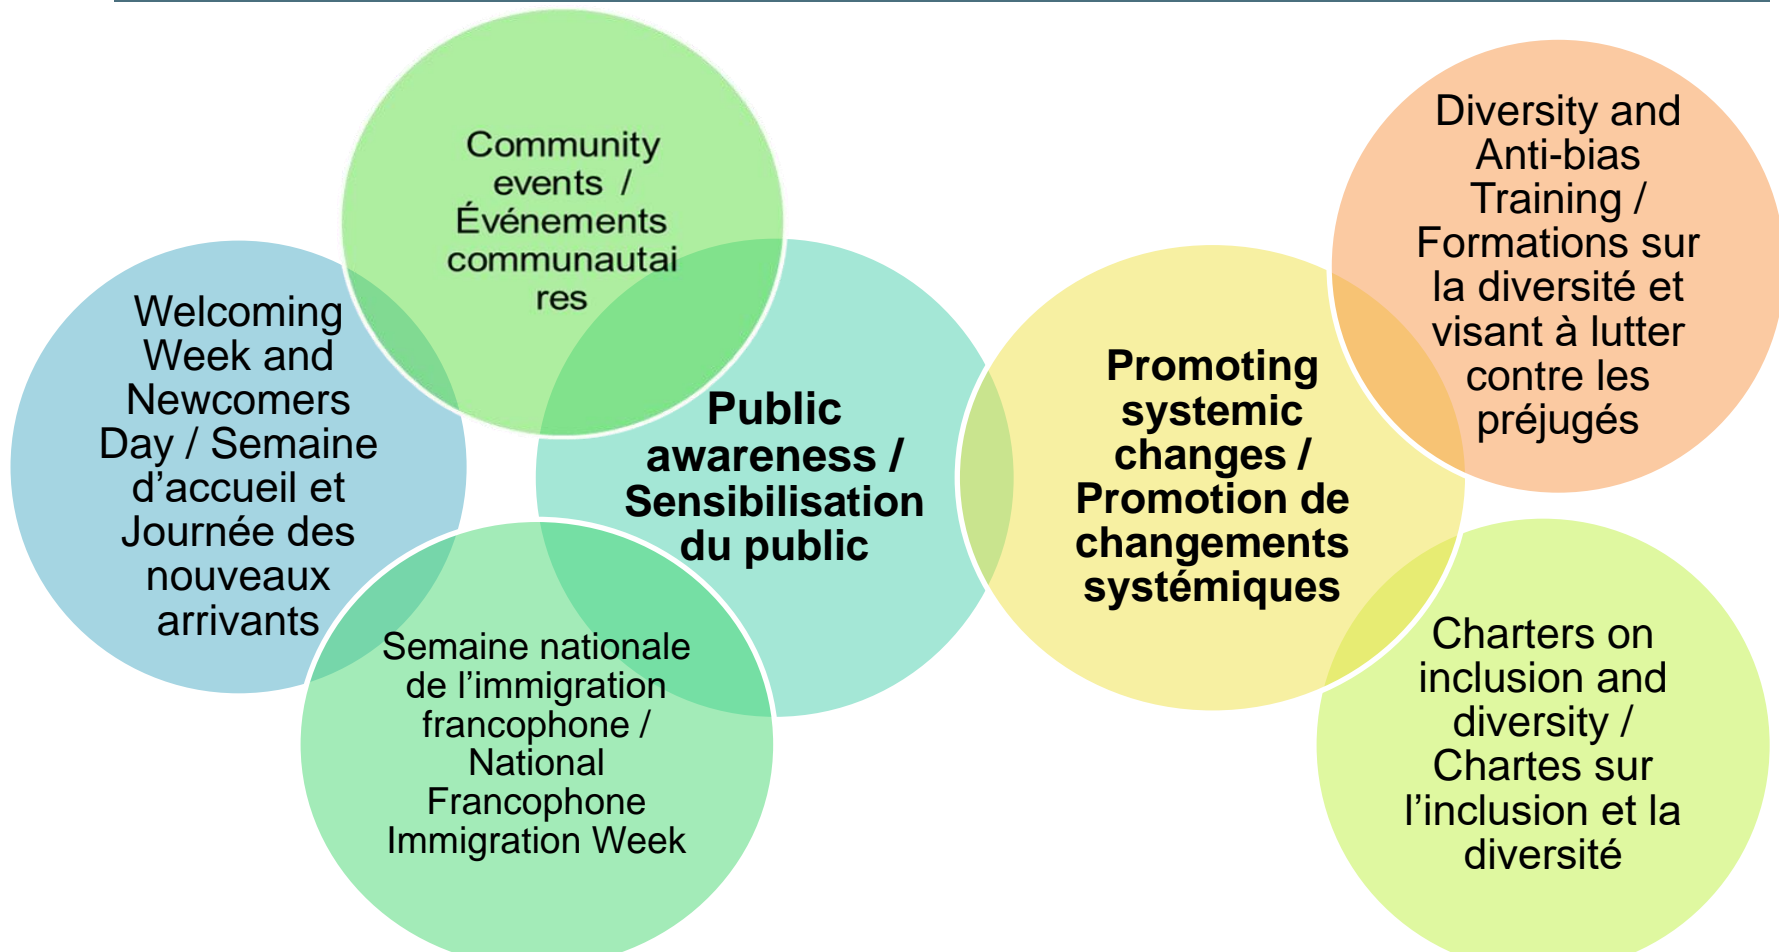 Community
events /
Événements
communautai
res
Welcoming
Week and
Newcomers
Day / Semaine
d’accueil et
Journée des
nouveaux
arrivants
Semaine nationale
de l’immigration
francophone /
National
Francophone
Immigration Week
Public
awareness /
Sensibilisation
du public
Promoting
systemic
changes /
Promotion de
changements
systémiques
Diversity and
Anti-bias
Training /
Formations sur
la diversité et
visant à lutter
contre les
préjugés
Charters on
inclusion and
diversity /
Chartes sur
l’inclusion et la
diversité